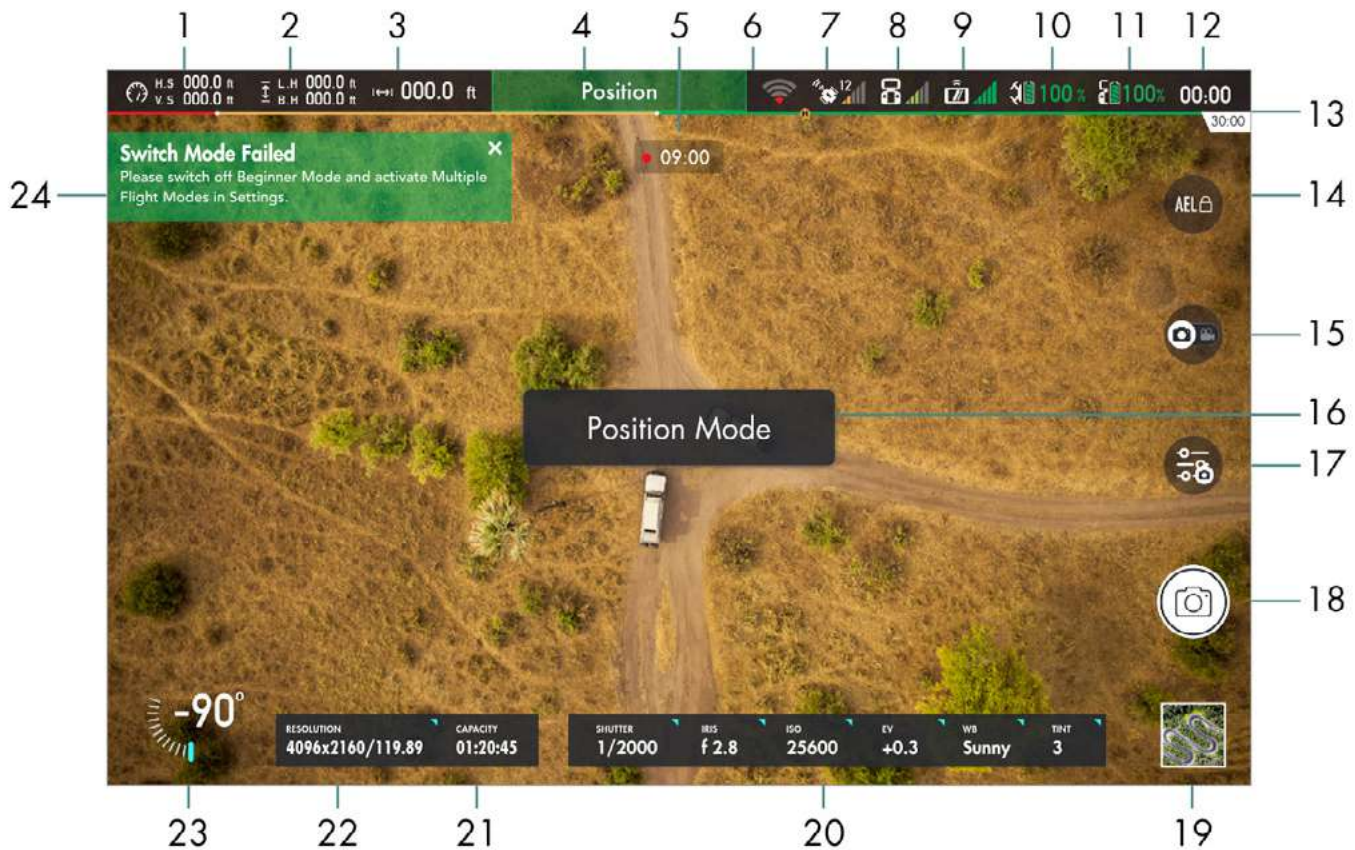 1 2 3 4 5 6 7 8 9 10 11 12
H.S 000.0 ft L.H 000.0 ft 000.0 ft Position 12 100 % 100% 00:00
V.S 000.0 ft B.H 000.0 ft
H
30:00 13
Switch Mode Failed ×
Please switch off Beginner Mode and activate Multiple
Flight Modes in Settings.
24
09:00
AEL 14
15
Position Mode 16
17
18
-90°
RESOLUTION CAPACITY SHUTTER IRIS ISO EV WB TINT
4096x2160/119.89 01:20:45 1/2000 f 2.8 25600 +0.3 Sunny 3
23 22 21 20 19